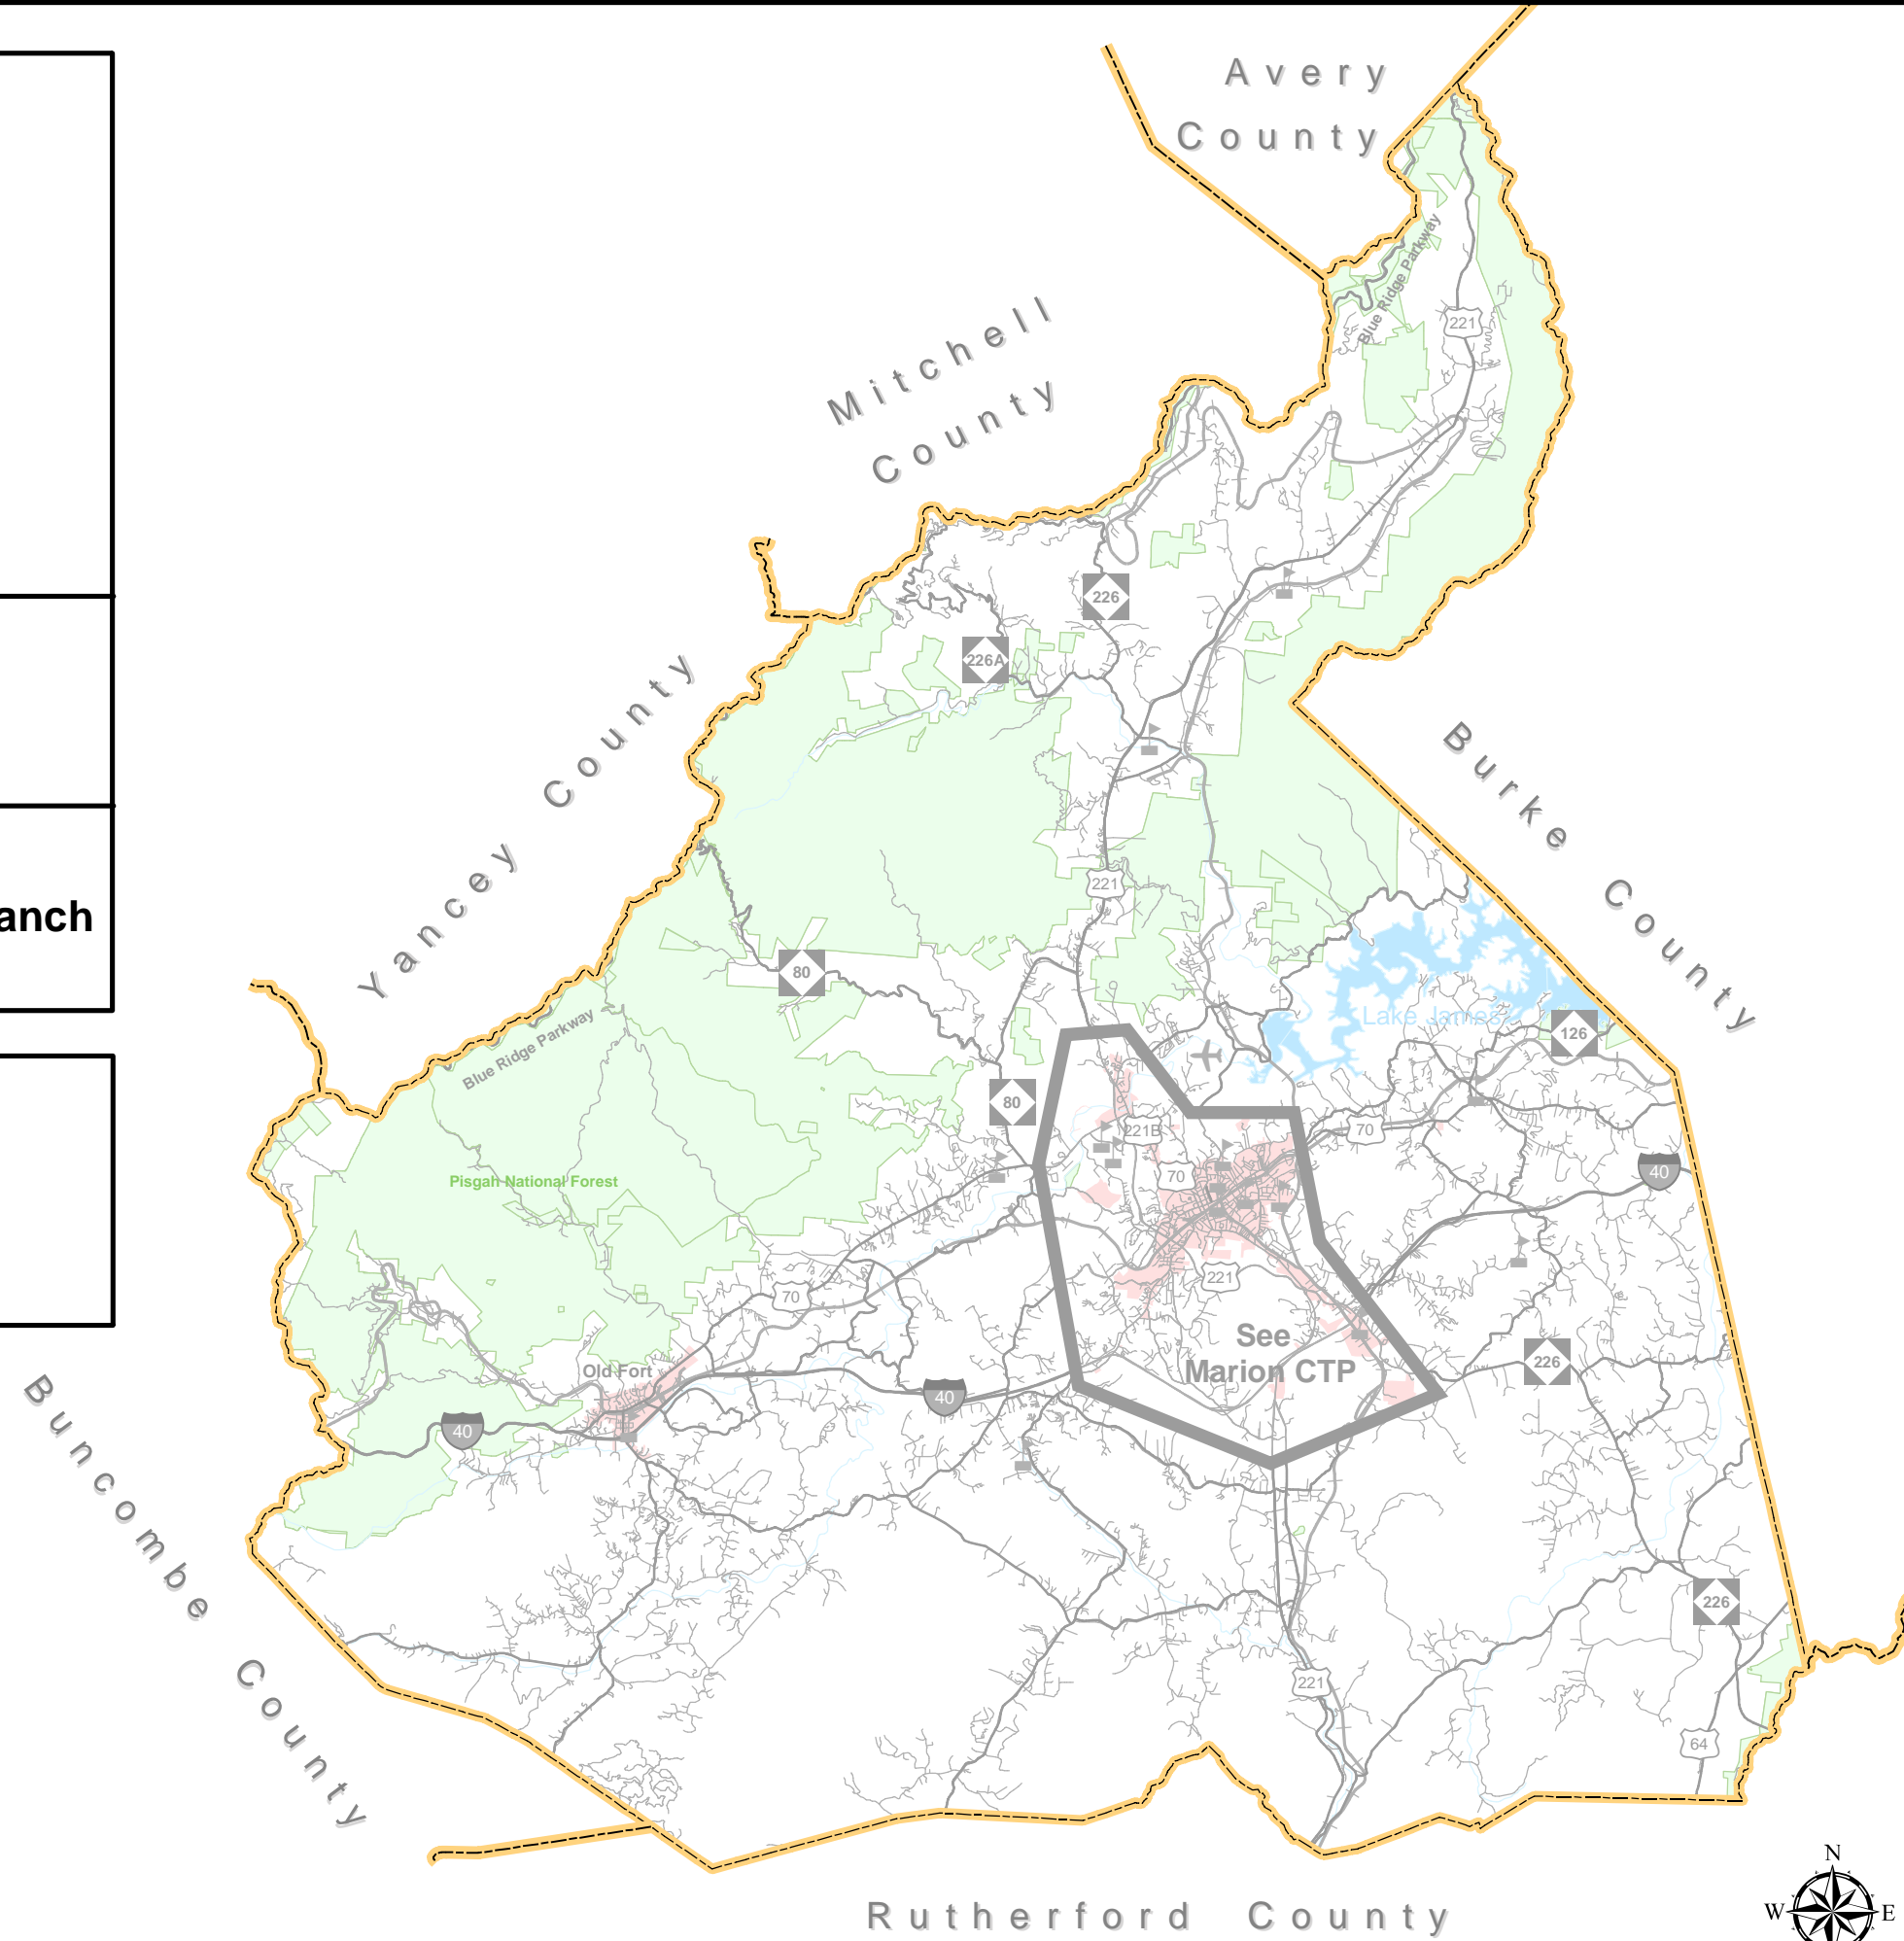 Avery
County
Blue Ridge Parkway
221
Mitchell
County
226
226A
Yancey County
Burke County
anch
221
80
Lake James
126
Blue Ridge Parkway
80
221B
70
70
40
Pisgah National Forest
221
70
See
Marion CTP
226
Old Fort
40
40
Buncombe County
226
221
64
Rutherford County
N
W
E